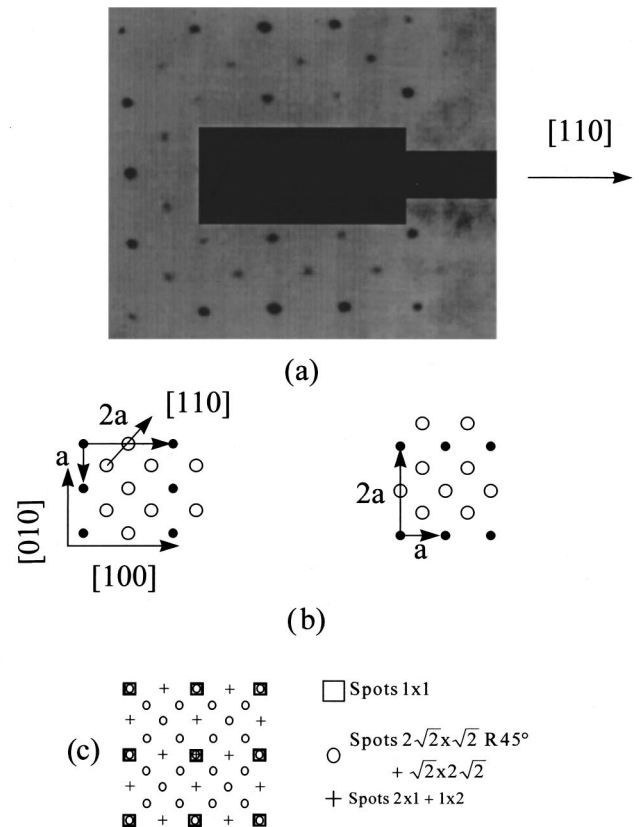 [110]
(a)
2a
[110]
a
[010]
[100]
2a
a
(b)
(c)
Spots 1x1
Spots 2√2x√2 R45°
+ √2x2√2
Spots 2x1 + 1x2